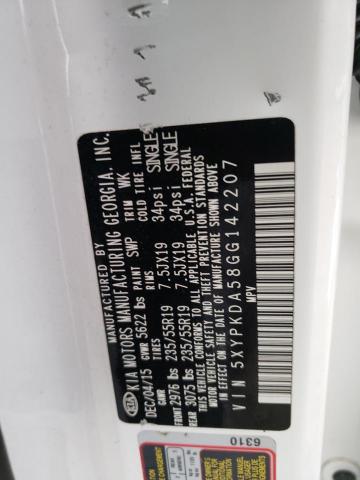 MANUFACTURED BY
KIA KIA MOTORS MANUFACTURING GEORGIA, INC.
DEC/04/15 GVWR 5622 lbs PAINT SWP TRIM WK
GAWR TIRES RIMS COLD TIRE INFL
FRONT 2976 lbs 235/55R19 7.5JX19 34psi SINGLE
REAR 3075 lbs 235/55R19 7.5JX19 34psi SINGLE
THIS VEHICLE CONFORMS TO ALL APPLICABLE U.S.A. FEDERAL
MOTOR VEHICLE SAFETY, BUMPER, AND THEFT PREVENTION STANDARDS
IN EFFECT ON THE DATE OF MANUFACTURE SHOWN ABOVE
VIN 5XYPKDA58GG142207
MPV
6310